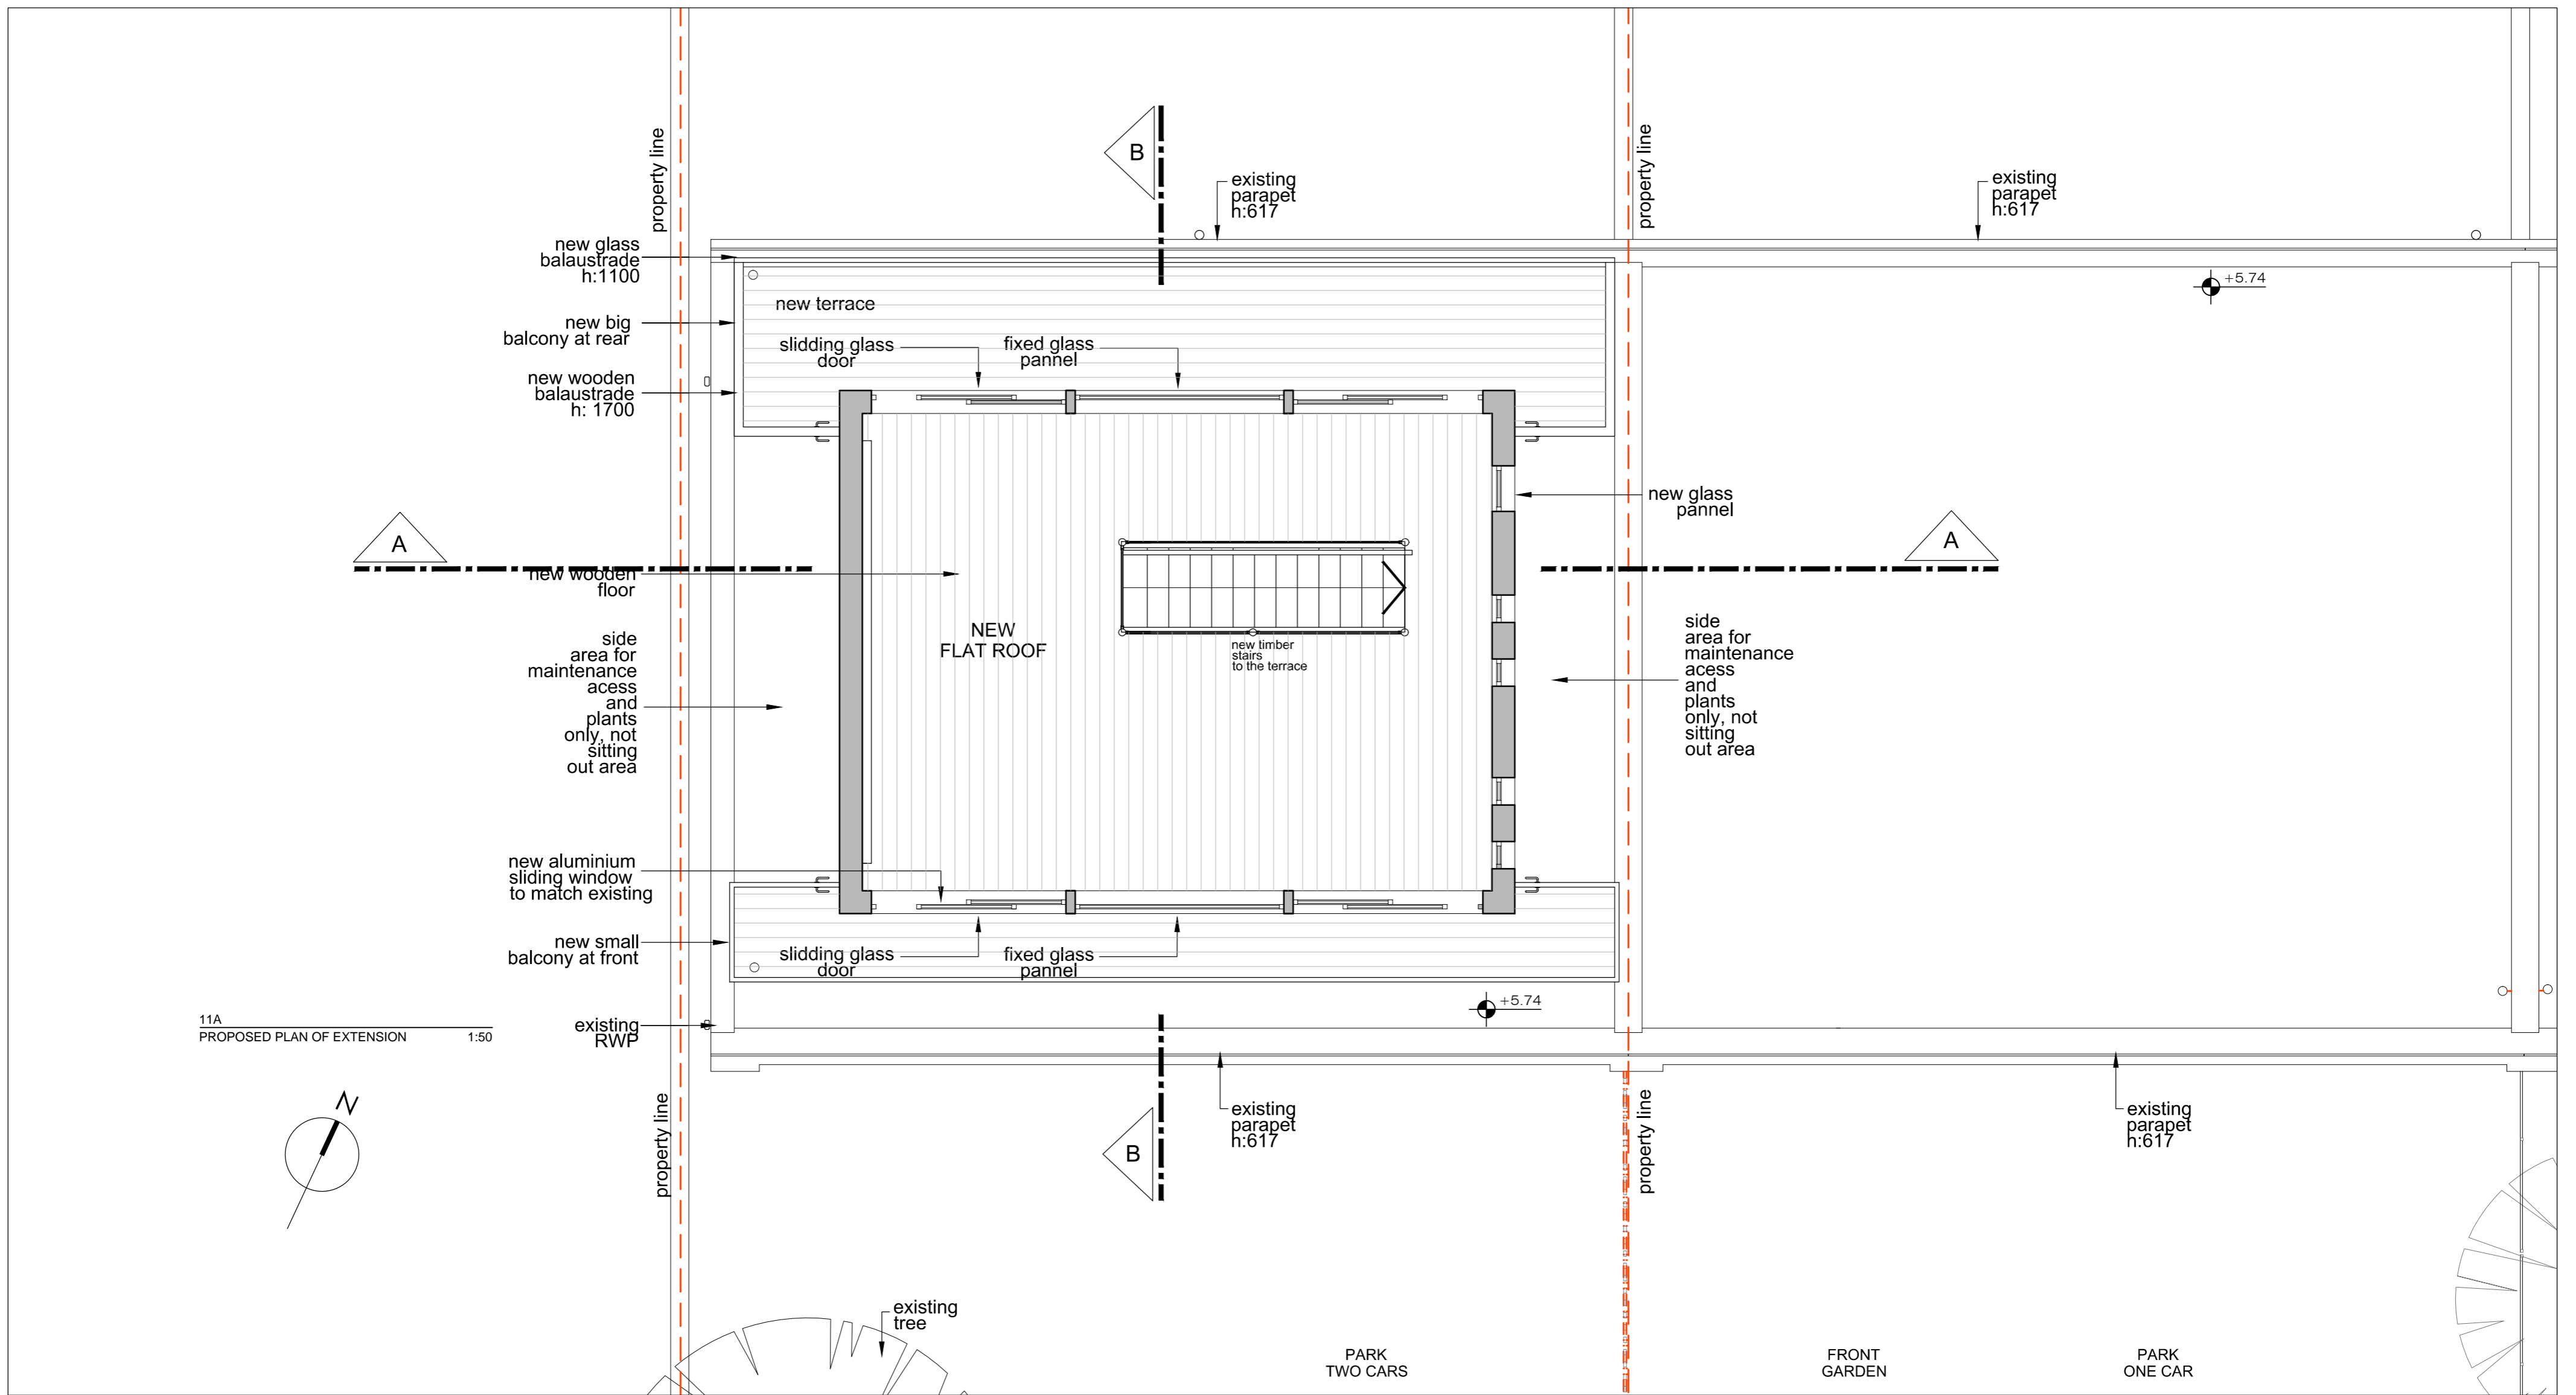 property line
B
existing
parapet
h:617
property line
existing
parapet
h:617
new glass
balaustrade
h:1100
new terrace
+5.74
new big
balcony at rear
slidding glass
door
fixed glass
pannel
new wooden
balaustrade
h: 1700
new glass
pannel
A
A
new wooden
floor
NEW
FLAT ROOF
new timber
stairs
to the terrace
side
area for
maintenance
acess
and
plants
only, not
sitting
out area
side
area for
maintenance
acess
and
plants
only, not
sitting
out area
new aluminium
sliding window
to match existing
new small
balcony at front
slidding glass
door
fixed glass
pannel
+5.74
11A
PROPOSED PLAN OF EXTENSION 1:50
existing
RWP
N
property line
B
existing
parapet
h:617
property line
existing
parapet
h:617
existing
tree
PARK
TWO CARS
FRONT
GARDEN
PARK
ONE CAR